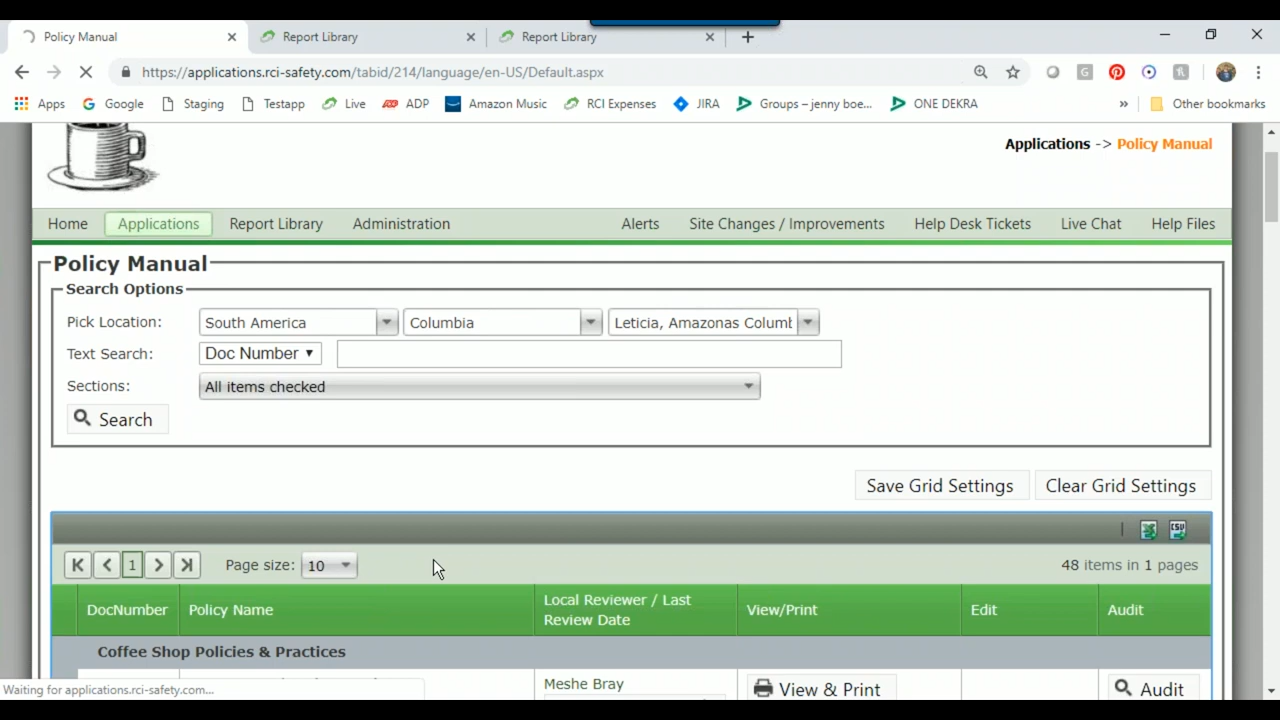 Policy Manual
Report Library
Report Library
https://applications.rci-safety.com/tabid/214/language/en-US/Default.aspx
Apps Google Staging Testapp Live ADP Amazon Music RCI Expenses JIRA Groups – jenny boe... ONE DEKRA » Other bookmarks
Applications -> Policy Manual
Home Applications Report Library Administration Alerts Site Changes / Improvements Help Desk Tickets Live Chat Help Files
Policy Manual
Search Options
Pick Location: South America Columbia Leticia, Amazonas Columb
Text Search: Doc Number
Sections: All items checked
Search
Save Grid Settings Clear Grid Settings
CSV
1 Page size: 10 48 items in 1 pages
DocNumber Policy Name Local Reviewer / Last Review Date View/Print Edit Audit
Coffee Shop Policies & Practices
Meshe Bray View & Print Audit
Waiting for applications.rci-safety.com...